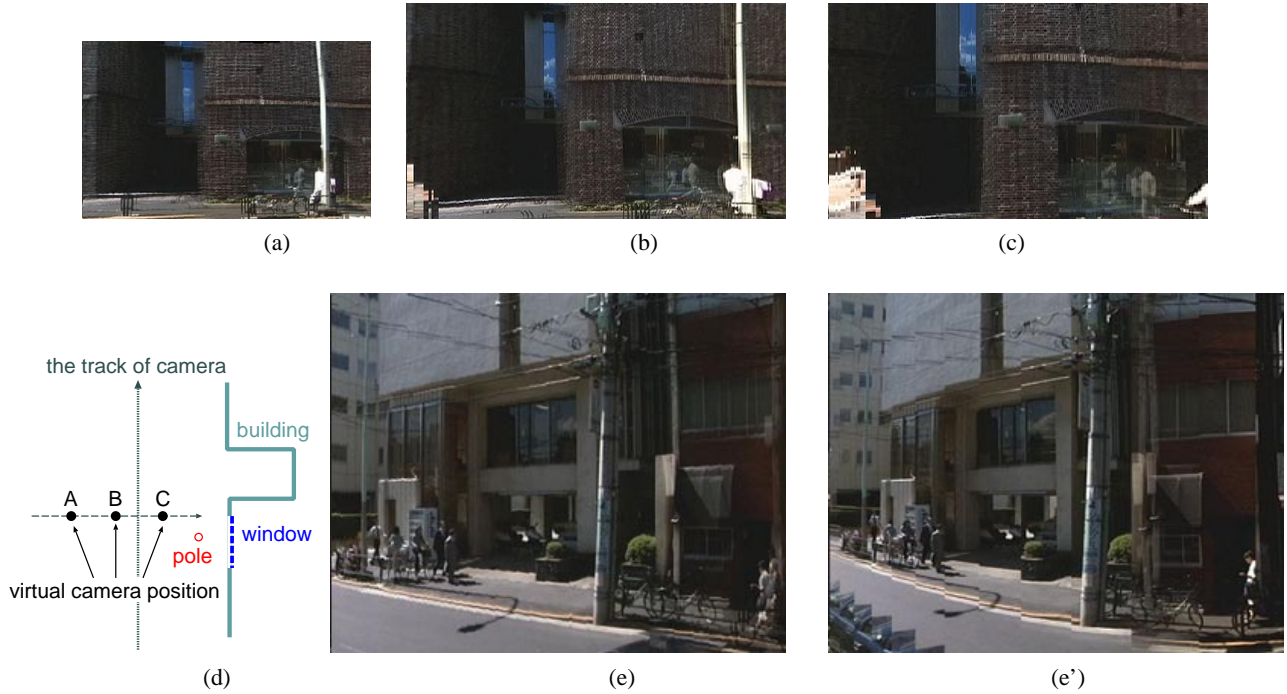 (a)
(b)
(c)
the track of camera
building
A
B
C
window
pole
virtual camera position
(d)
(e)
(e’)